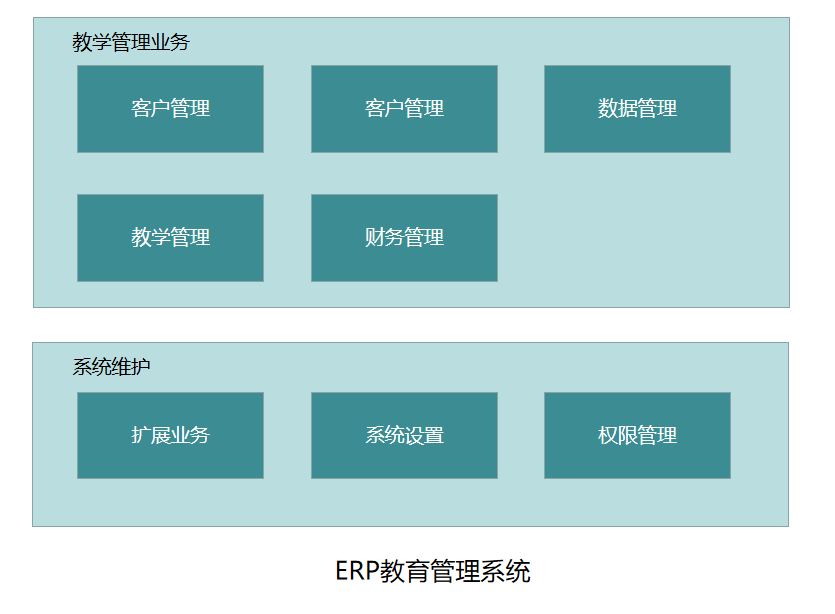 教学管理业务
客户管理 客户管理 数据管理
教学管理 财务管理
系统维护
扩展业务 系统设置 权限管理
ERP教育管理系统